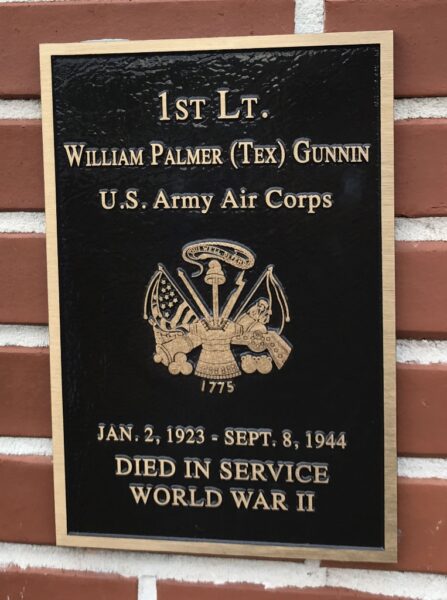 1st Lt.
William Palmer (Tex) Gunnin
U.S. Army Air Corps
1775
JAN. 2, 1923 - SEPT. 8, 1944
DIED IN SERVICE
WORLD WAR II